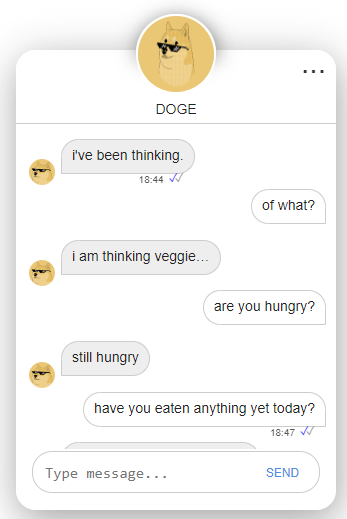 ...
DOGE
i've been thinking.
18:44
of what?
i am thinking veggie...
are you hungry?
still hungry
have you eaten anything yet today?
18:47
Type message...
SEND